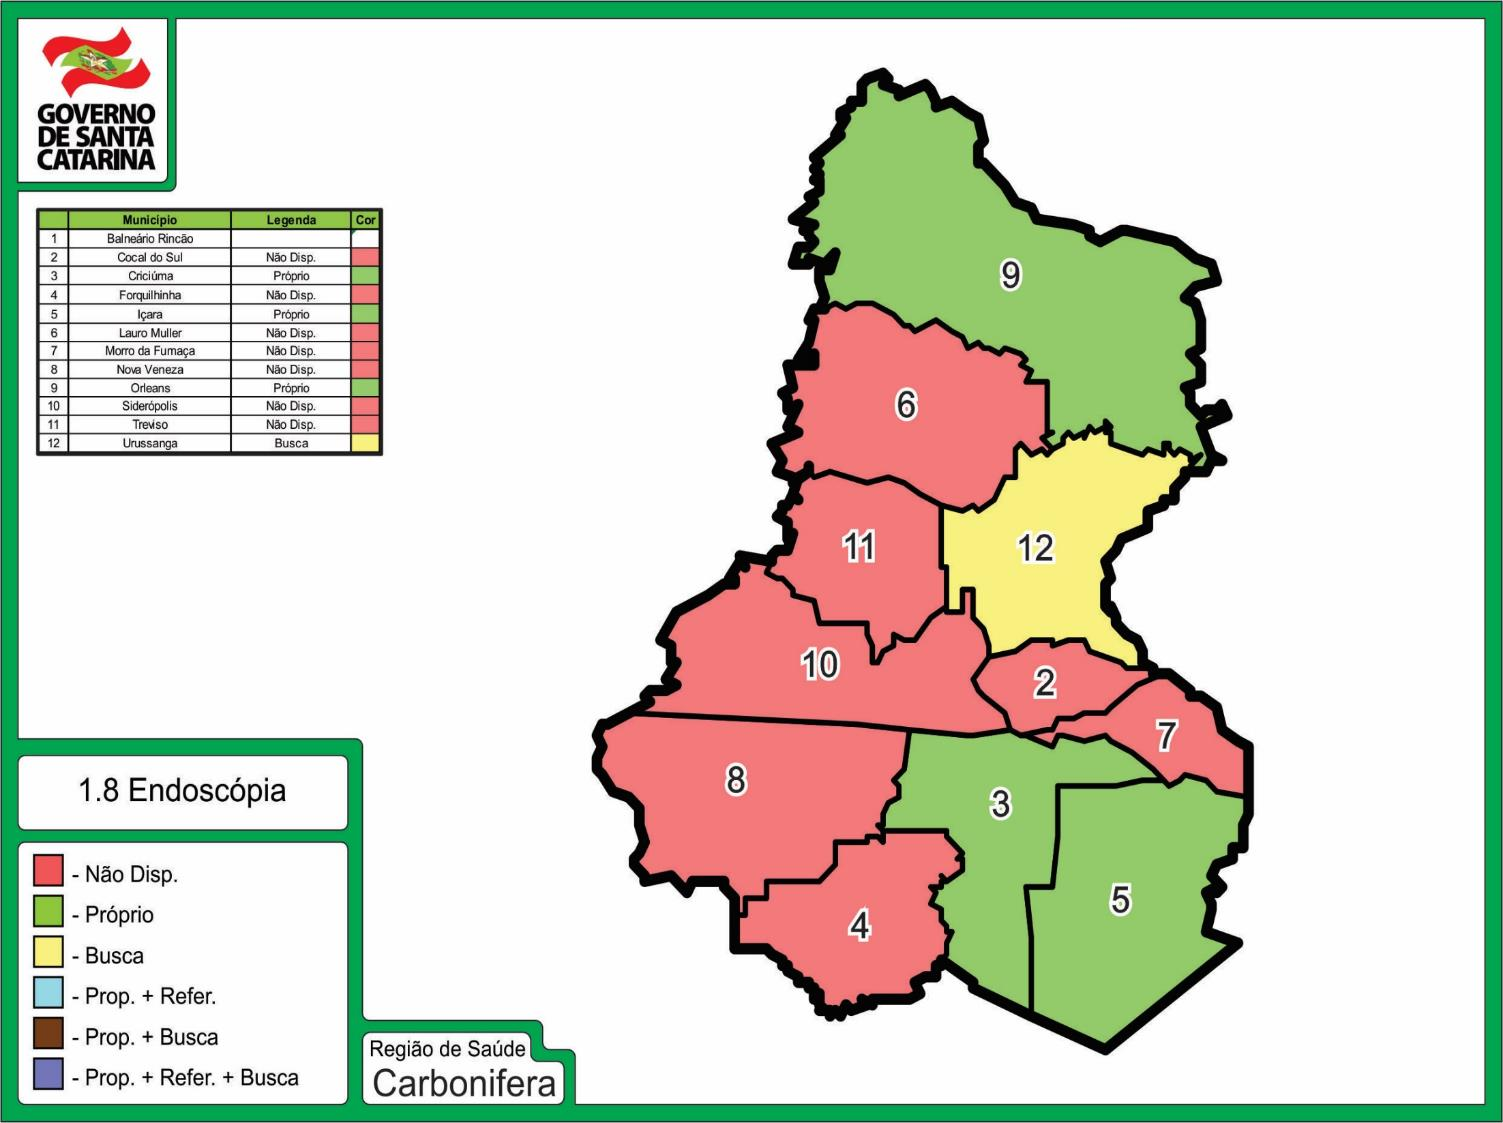 GOVERNO
DE SANTA
CATARINA
Município Legenda Cor
1 Balneário Rincão
2 Cocal do Sul Não Disp.
3 Criciúma Próprio
4 Forquilhinha Não Disp.
5 Içara Próprio
6 Lauro Muller Não Disp.
7 Morro da Fumaça Não Disp.
8 Nova Veneza Não Disp.
9 Orleans Próprio
10 Siderópolis Não Disp.
11 Treviso Não Disp.
12 Urussanga Busca
9
6
11
12
10
2
7
8
3
5
4
1.8 Endoscópia
- Não Disp.
- Próprio
- Busca
- Prop. + Refer.
- Prop. + Busca
- Prop. + Refer. + Busca
Região de Saúde
Carbonifera